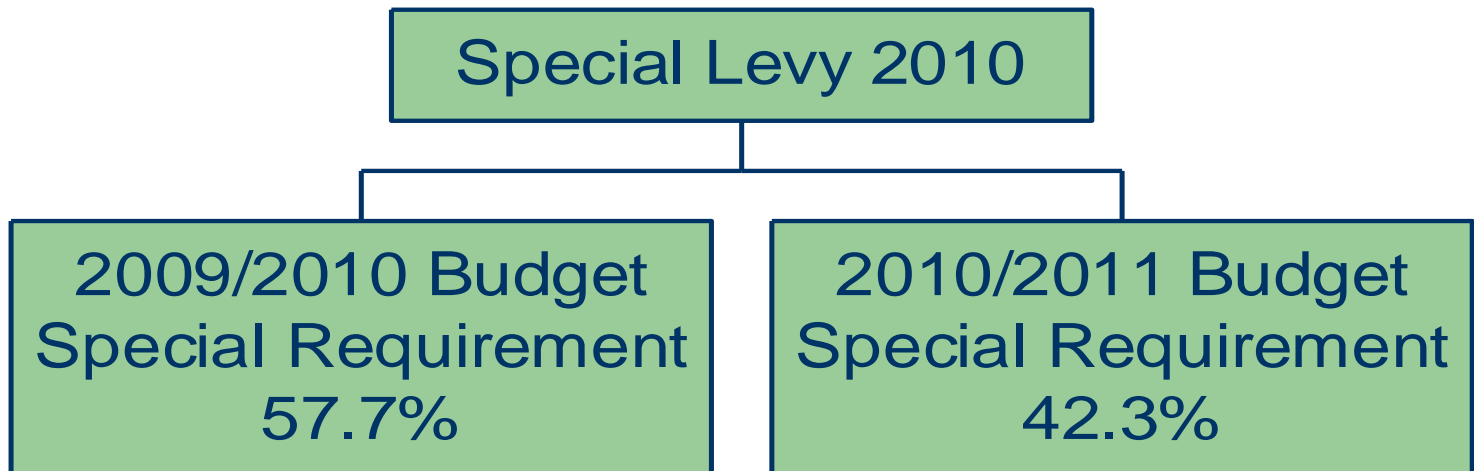 Special Levy 2010
2009/2010 Budget
Special Requirement
57.7%
2010/2011 Budget
Special Requirement
42.3%